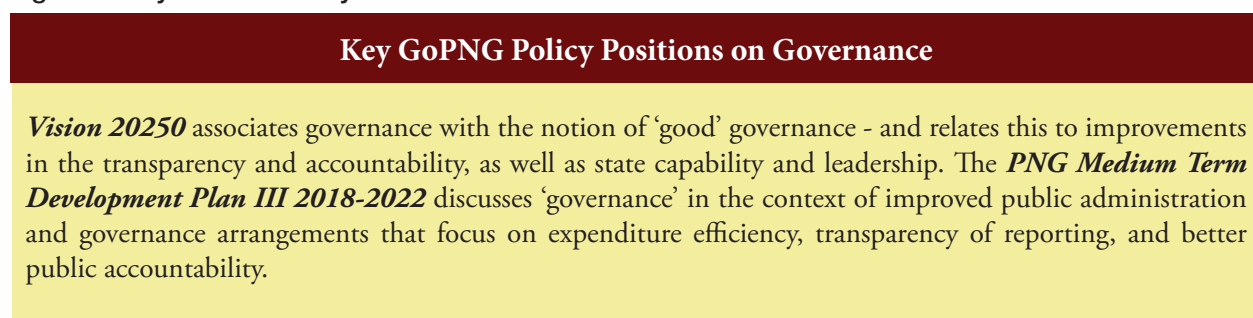 Key GoPNG Policy Positions on Governance
Vision 20250 associates governance with the notion of ‘good’ governance - and relates this to improvements
in the transparency and accountability, as well as state capability and leadership. The PNG Medium Term
Development Plan III 2018-2022 discusses ‘governance’ in the context of improved public administration
and governance arrangements that focus on expenditure efficiency, transparency of reporting, and better
public accountability.